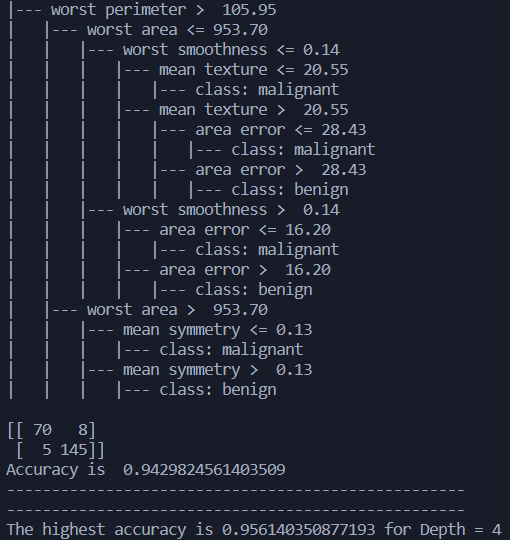 |--- worst perimeter >  105.95
|   |--- worst area <= 953.70
|   |   |--- worst smoothness <= 0.14
|   |   |   |--- mean texture <= 20.55
|   |   |   |   |--- class: malignant
|   |   |   |--- mean texture >  20.55
|   |   |   |   |--- area error <= 28.43
|   |   |   |   |   |--- class: malignant
|   |   |   |   |--- area error >  28.43
|   |   |   |   |   |--- class: benign
|   |   |--- worst smoothness >  0.14
|   |   |   |--- area error <= 16.20
|   |   |   |   |--- class: malignant
|   |   |   |--- area error >  16.20
|   |   |   |   |--- class: benign
|   |--- worst area >  953.70
|   |   |--- mean symmetry <= 0.13
|   |   |   |--- class: malignant
|   |   |--- mean symmetry >  0.13
|   |   |   |--- class: benign
[[ 70   8]
 [  5 145]]
Accuracy is  0.9429824561403509
---------------------------------------------------
---------------------------------------------------
The highest accuracy is 0.956140350877193 for Depth = 4